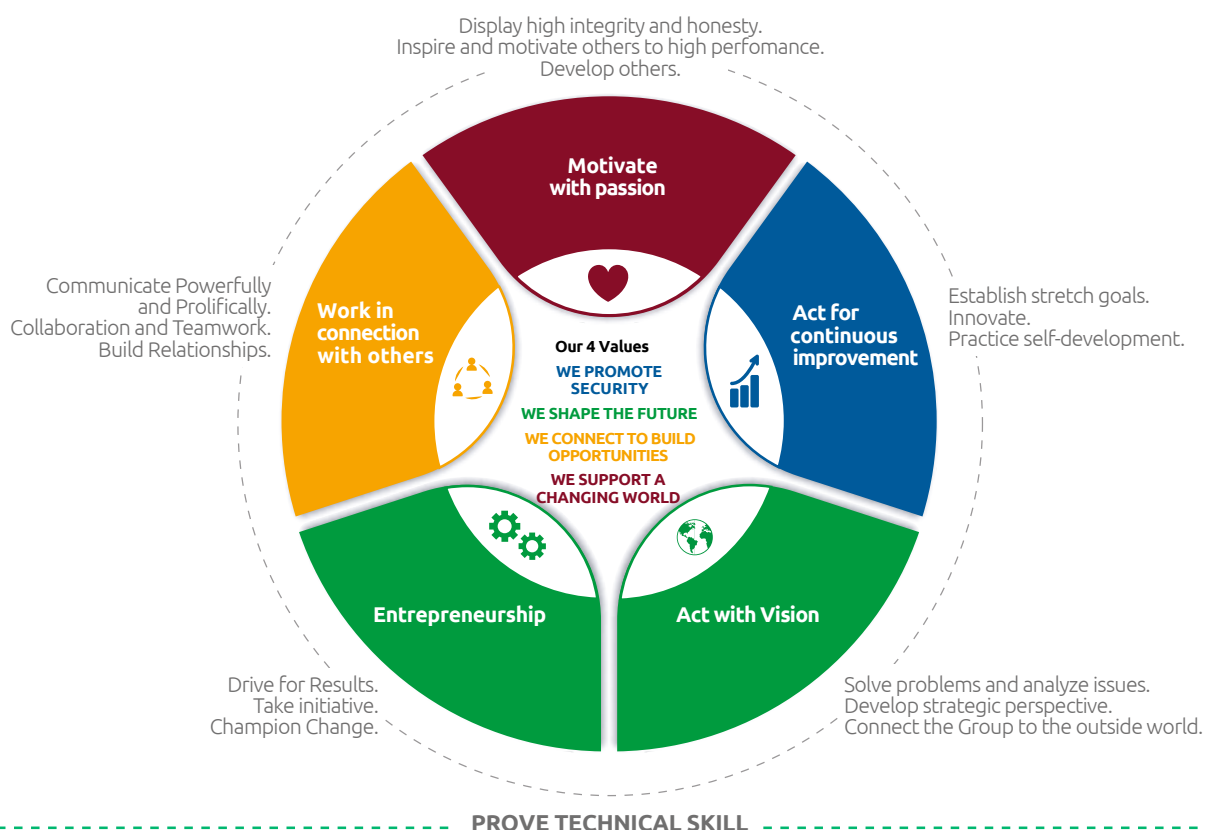 Display high integrity and honesty.
Inspire and motivate others to high perfomance.
Develop others.
Motivate
with passion
Communicate Powerfully
and Prolifically.
Collaboration and Teamwork.
Build Relationships.
Work in
connection
with others
Act for
continuous
improvement
Establish stretch goals.
Innovate.
Practice self-development.
Our 4 Values
WE PROMOTE
SECURITY
WE SHAPE THE FUTURE
WE CONNECT TO BUILD
OPPORTUNITIES
WE SUPPORT A
CHANGING WORLD
Entrepreneurship
Act with Vision
Drive for Results.
Take initiative.
Champion Change.
Solve problems and analyze issues.
Develop strategic perspective.
Connect the Group to the outside world.
PROVE TECHNICAL SKILL